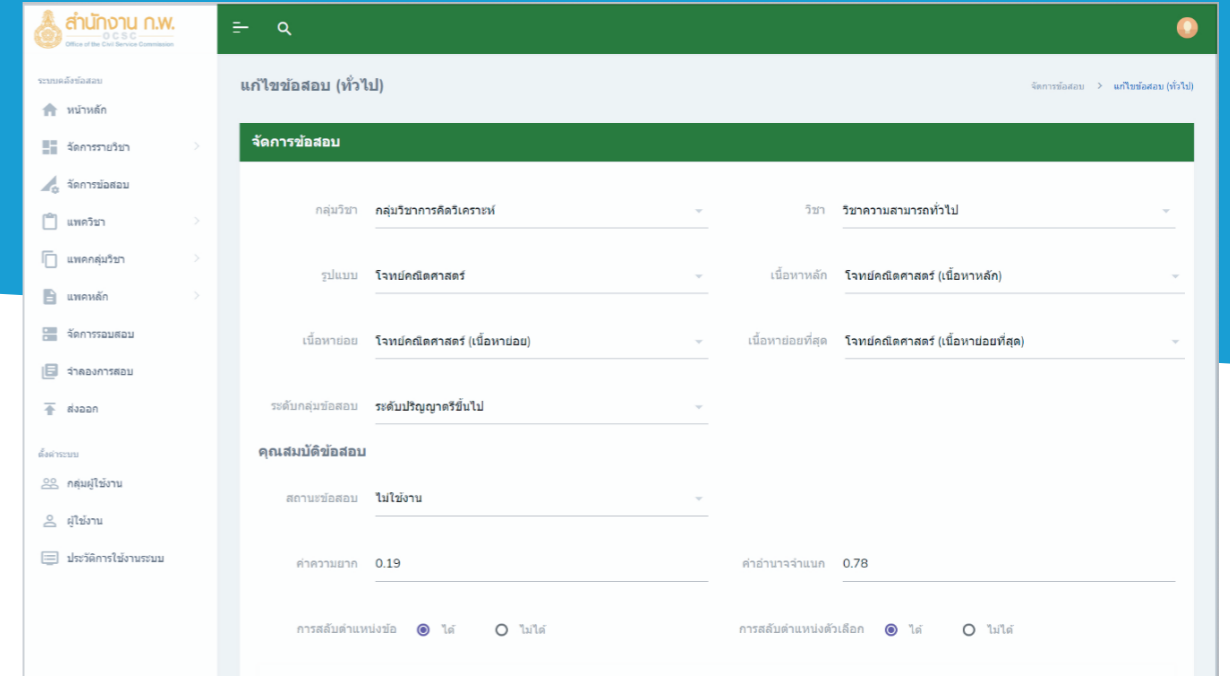 สำนักงาน ก.พ.
OCSC
Office of the Civil Service Commission
ระบบคลังข้อสอบ
หน้าหลัก
จัดการรายวิชา
จัดการข้อสอบ
แพควิชา
แพคกลุ่มวิชา
แพคหลัก
จัดการรอบสอบ
จำลองการสอบ
ส่งออก
ตั้งค่าระบบ
กลุ่มผู้ใช้งาน
ผู้ใช้งาน
ประวัติการใช้งานระบบ
แก้ไขข้อสอบ (ทั่วไป)
จัดการข้อสอบ > แก้ไขข้อสอบ (ทั่วไป)
จัดการข้อสอบ
กลุ่มวิชา กลุ่มวิชาการคิดวิเคราะห์ วิชา วิชาความสามารถทั่วไป
รูปแบบ โจทย์คณิตศาสตร์ เนื้อหาหลัก โจทย์คณิตศาสตร์ (เนื้อหาหลัก)
เนื้อหาย่อย โจทย์คณิตศาสตร์ (เนื้อหาย่อย) เนื้อหาย่อยที่สุด โจทย์คณิตศาสตร์ (เนื้อหาย่อยที่สุด)
ระดับกลุ่มข้อสอบ ระดับปริญญาตรีขึ้นไป
คุณสมบัติข้อสอบ
สถานะข้อสอบ ไม่ใช้งาน
ค่าความยาก 0.19 ค่าอำนาจจำแนก 0.78
การสลับตำแหน่งข้อ ได้ ไม่ได้ การสลับตำแหน่งตัวเลือก ได้ ไม่ได้